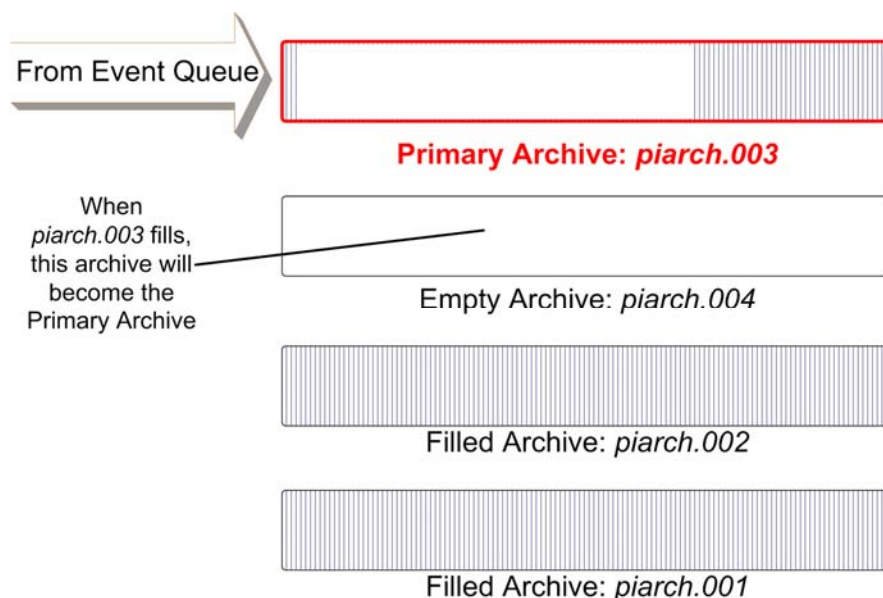 From Event Queue
Primary Archive: piarch.003
When
piarch.003 fills,
this archive will
become the
Primary Archive
Empty Archive: piarch.004
Filled Archive: piarch.002
Filled Archive: piarch.001